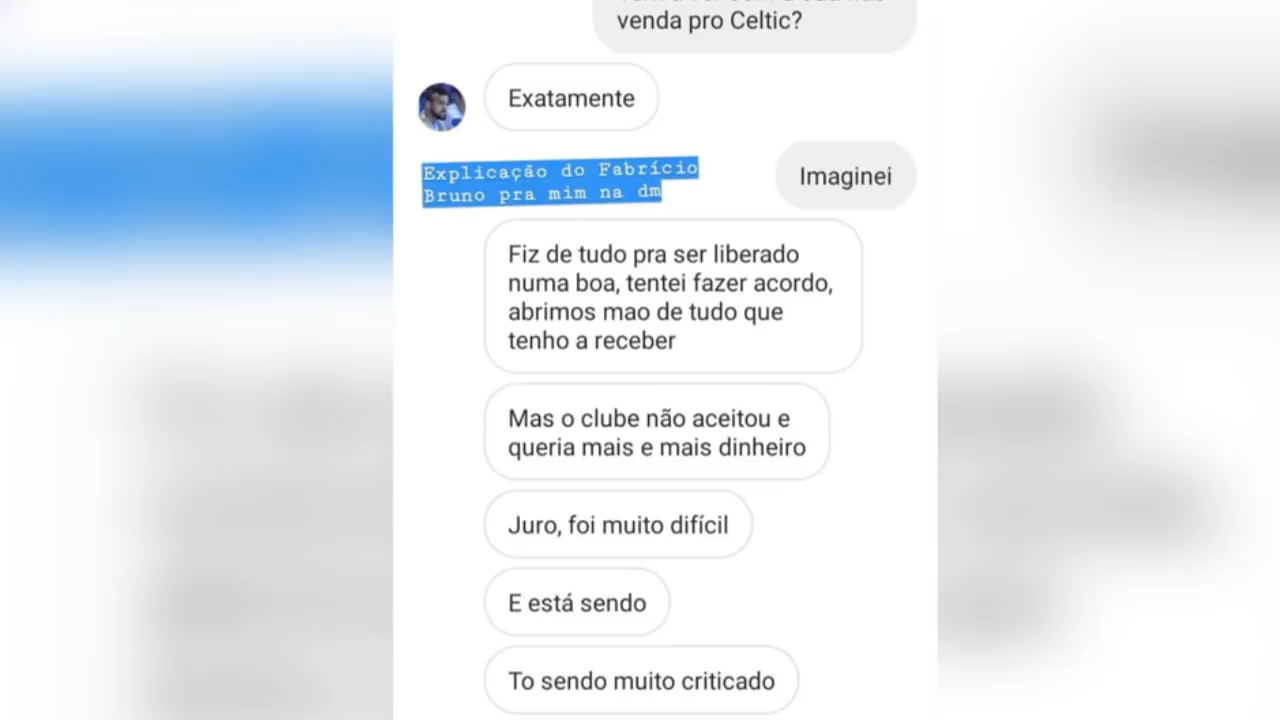 venda pro Celtic?
Exatamente
Explicação do Fabrício
Bruno pra mim na dm
Imaginei
Fiz de tudo pra ser liberado
numa boa, tentei fazer acordo,
abrimos mao de tudo que
tenho a receber
Mas o clube não aceitou e
queria mais e mais dinheiro
Juro, foi muito difícil
E está sendo
To sendo muito criticado